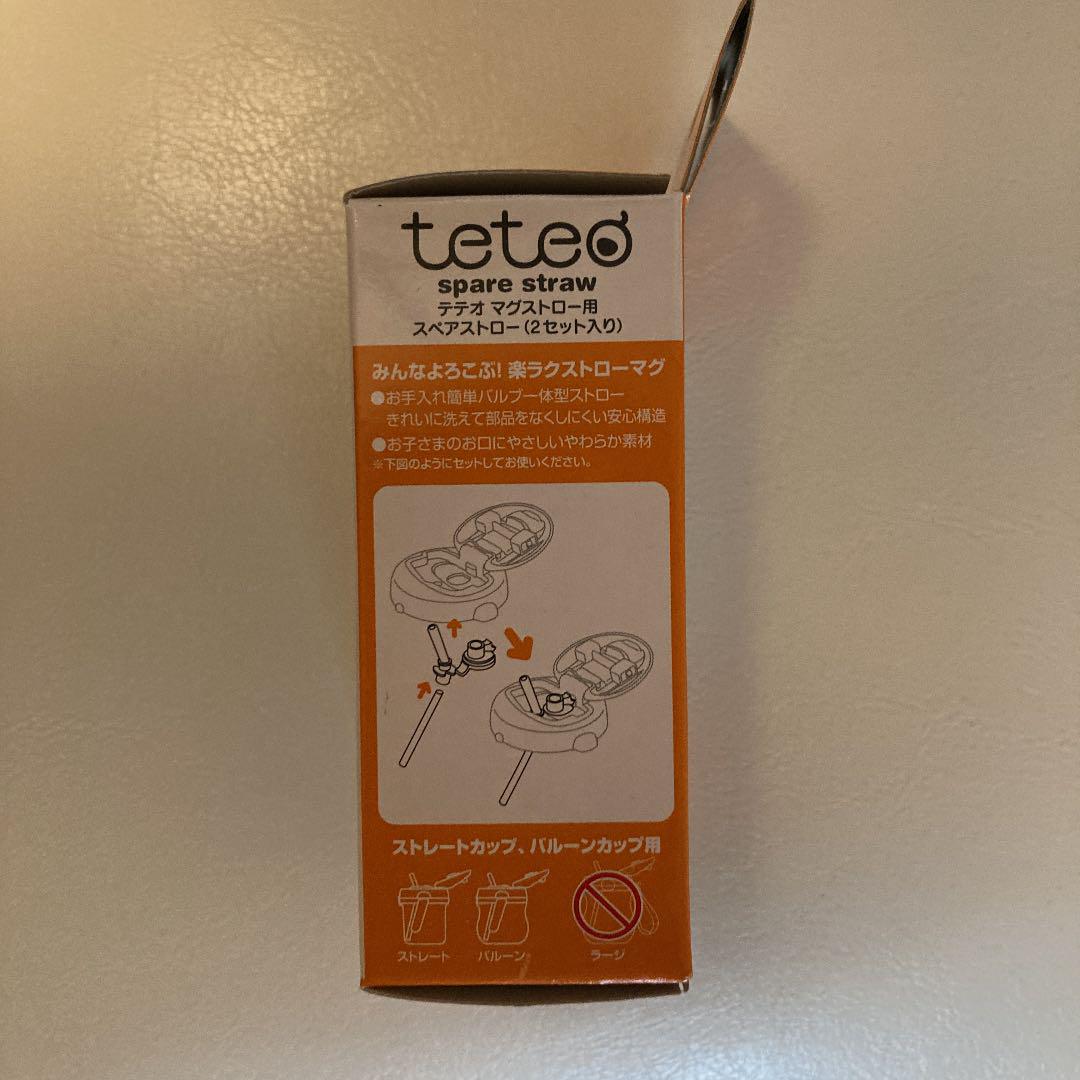 teteo
spare straw
テテオ マグストロー用
スペアストロー(2セット入り)
みんなよろこぶ! 楽ラクストローマグ
●お手入れ簡単バルブ一体型ストロー
きれいに洗えて部品をなくしにくい安心構造
●お子さまのお口にやさしいやわらか素材
※下図のようにセットしてお使いください。
ストレートカップ、バルーンカップ用
ストレート バルーン ラージ